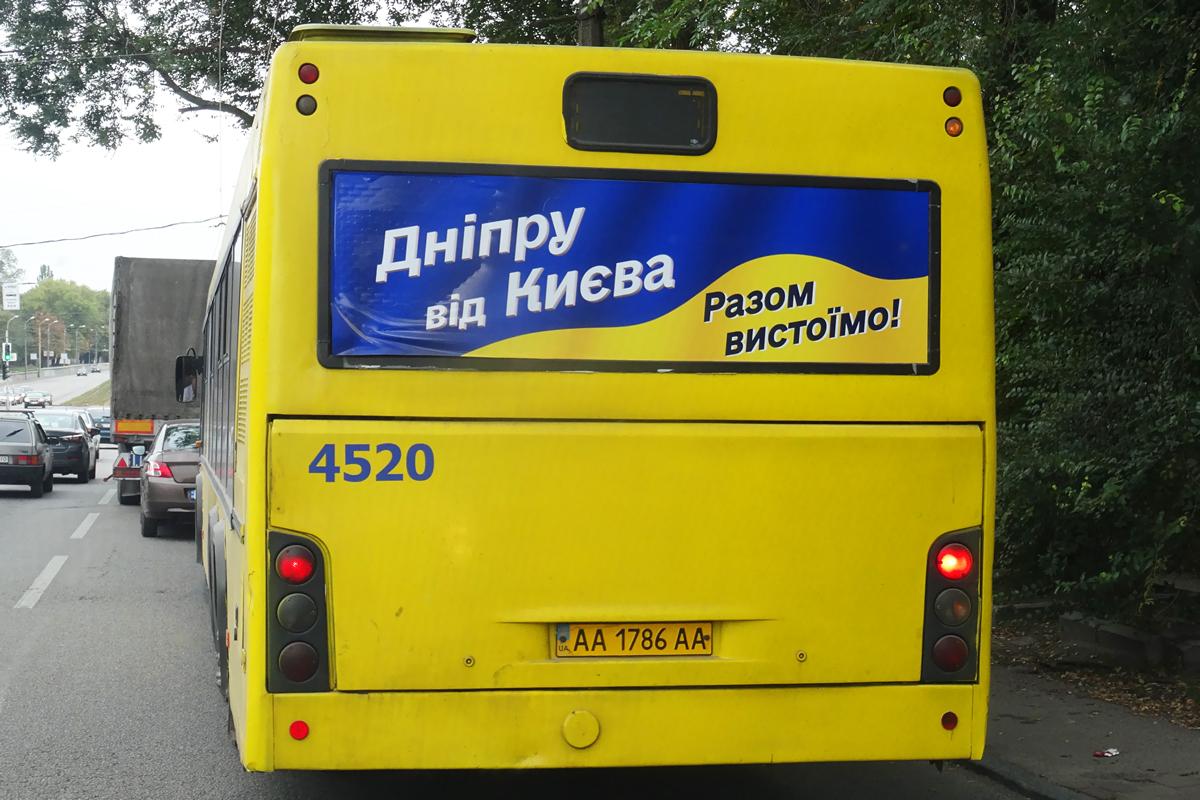 Дніпру
від Києва
Разом
вистоїмо!
4520
UA AA 1786 AA